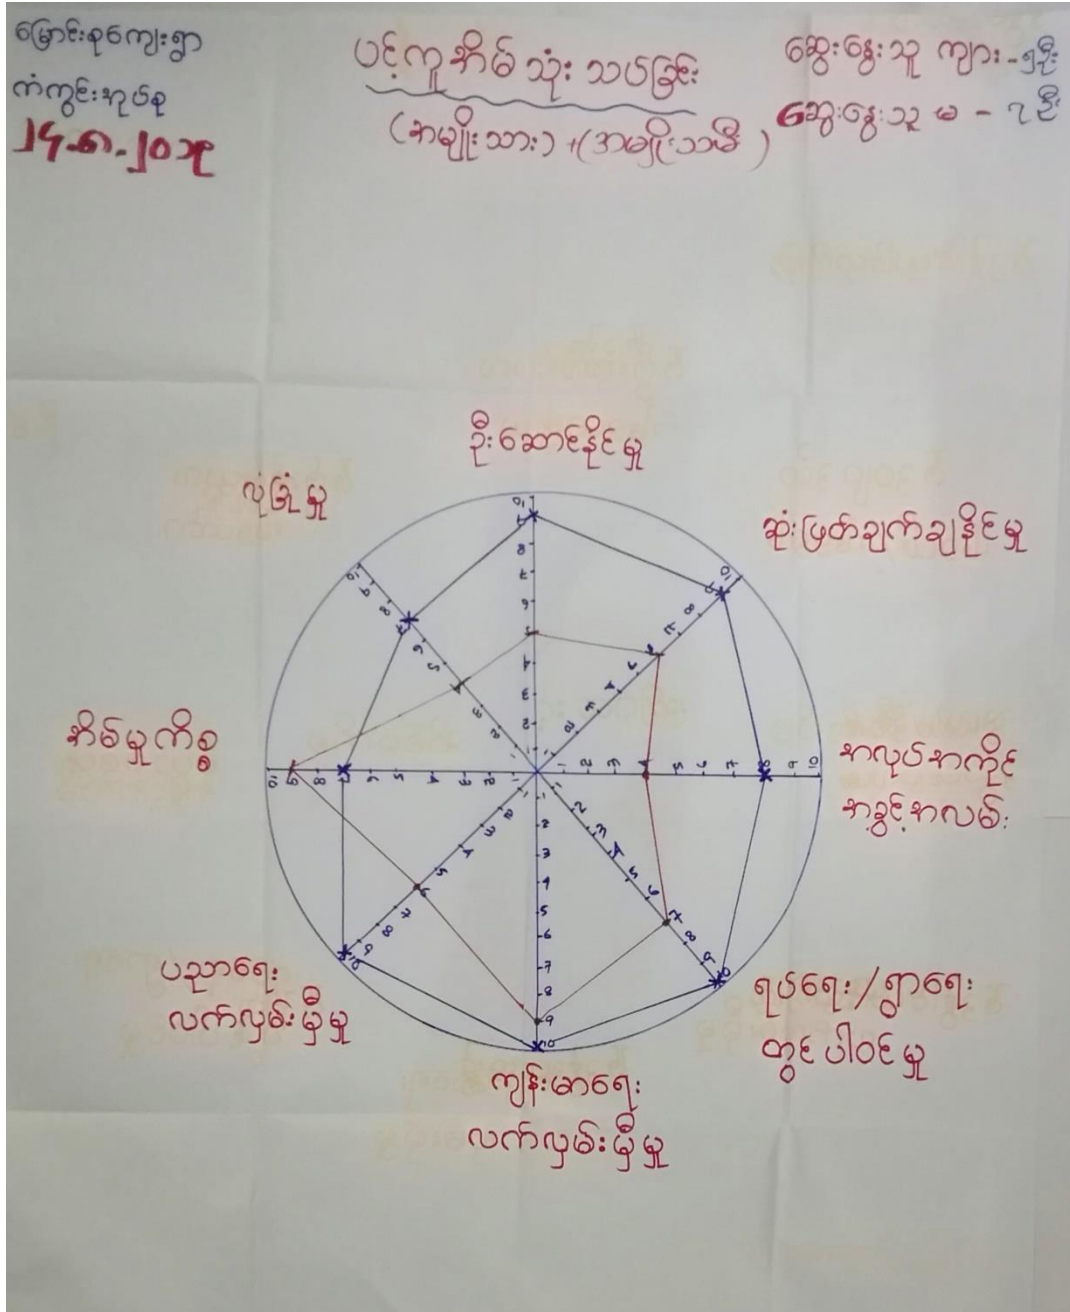 မြောင်းစုကျေးရွာ
ကံကွင်းအုပ်စု
၂၄.၈.၂၀၁၉
ပင့်ကူအိမ်သုံးသပ်ခြင်း
(အမျိုးသား)+(အမျိုးသမီး)
ဆွေးနွေးသူ ကျား - ၅ဦး
ဆွေးနွေးသူ မ - ၇ ဦး
ဦးဆောင်နိုင်မှု
လုံခြုံမှု
ဆုံးဖြတ်ချက်ချနိုင်မှု
အိမ်မှုကိစ္စ
အလုပ်အကိုင်
အခွင့်အလမ်း
ပညာရေး
လက်လှမ်းမှီမှု
ရပ်ရေး/ရွာရေး
တွင်ပါဝင်မှု
ကျန်းမာရေး
လက်လှမ်းမှီမှု